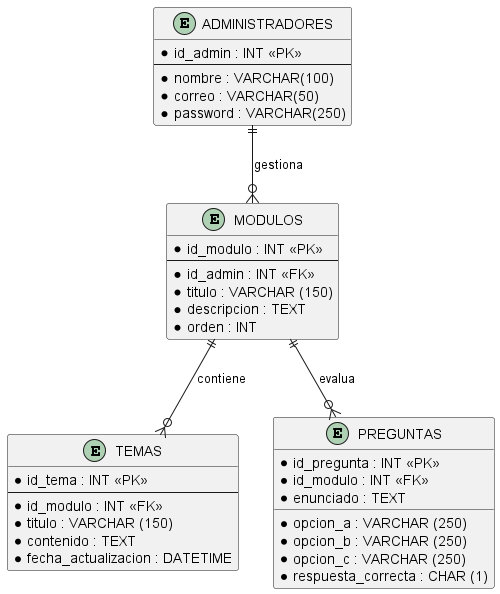 E ADMINISTRADORES
id_admin : INT «PK»
nombre : VARCHAR(100)
correo : VARCHAR(50)
password : VARCHAR(250)
gestiona
E MODULOS
id_modulo : INT «PK»
id_admin : INT «FK»
titulo : VARCHAR (150)
descripcion : TEXT
orden : INT
contiene
evalua
E TEMAS
id_tema : INT «PK»
id_modulo : INT «FK»
titulo : VARCHAR (150)
contenido : TEXT
fecha_actualizacion : DATETIME
E PREGUNTAS
id_pregunta : INT «PK»
id_modulo : INT «FK»
enunciado : TEXT
opcion_a : VARCHAR (250)
opcion_b : VARCHAR (250)
opcion_c : VARCHAR (250)
respuesta_correcta : CHAR (1)